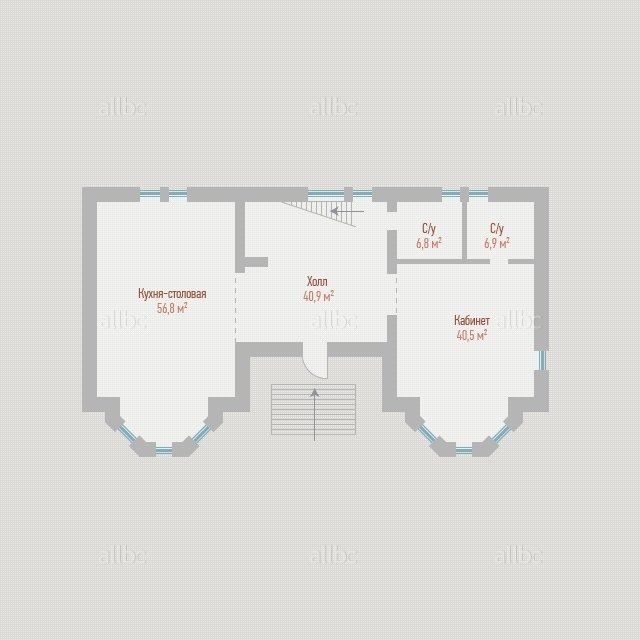 allbc allbc allbc
С/у
6,8 м²
С/у
6,9 м²
Холл
40,9 м²
Кухня-столовая
56,8 м²
allbc allbc allbc
Кабинет
40,5 м²
allbc allbc allbc